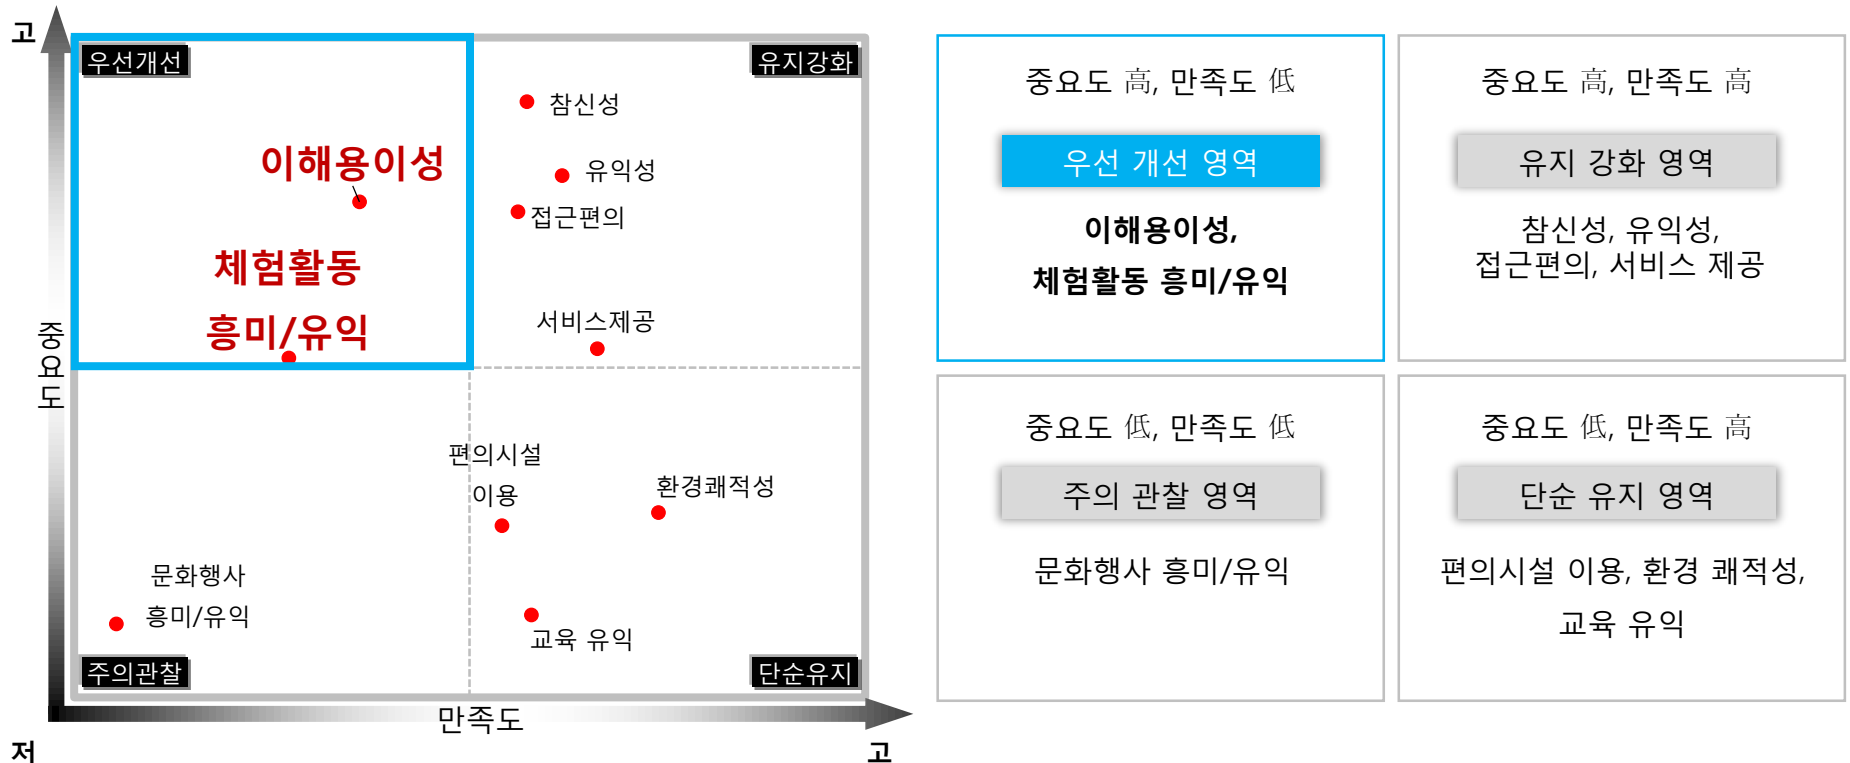 고
우선개선
유지강화
참신성
이해용이성
유익성
접근편의
체험활동
흥미/유익
서비스제공
중요도
편의시설
이용
환경쾌적성
문화행사
흥미/유익
교육 유익
주의관찰
단순유지
만족도
저
고
중요도 高, 만족도 低
우선 개선 영역
이해용이성,
체험활동 흥미/유익
중요도 高, 만족도 高
유지 강화 영역
참신성, 유익성,
접근편의, 서비스 제공
중요도 低, 만족도 低
주의 관찰 영역
문화행사 흥미/유익
중요도 低, 만족도 高
단순 유지 영역
편의시설 이용, 환경 쾌적성,
교육 유익